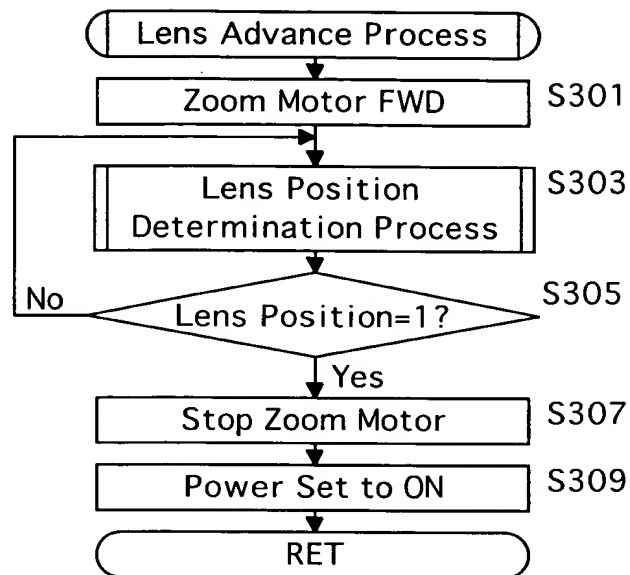 Lens Advance Process
Zoom Motor FWD
S301
Lens Position
Determination Process
S303
No
Lens Position=1?
S305
Yes
Stop Zoom Motor
S307
Power Set to ON
S309
RET